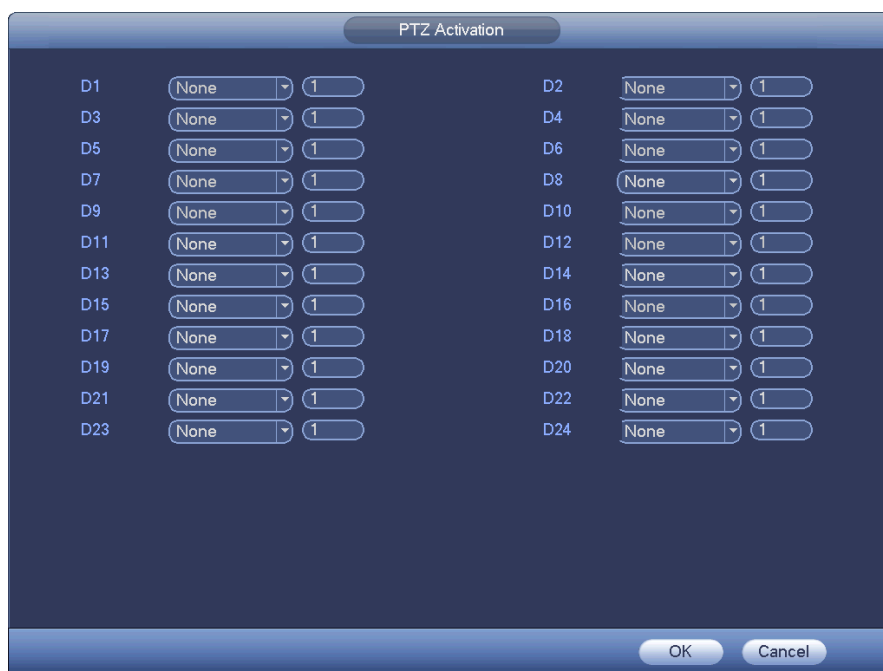 PTZ Activation
D1 None 1 D2 None 1
D3 None 1 D4 None 1
D5 None 1 D6 None 1
D7 None 1 D8 None 1
D9 None 1 D10 None 1
D11 None 1 D12 None 1
D13 None 1 D14 None 1
D15 None 1 D16 None 1
D17 None 1 D18 None 1
D19 None 1 D20 None 1
D21 None 1 D22 None 1
D23 None 1 D24 None 1
OK Cancel